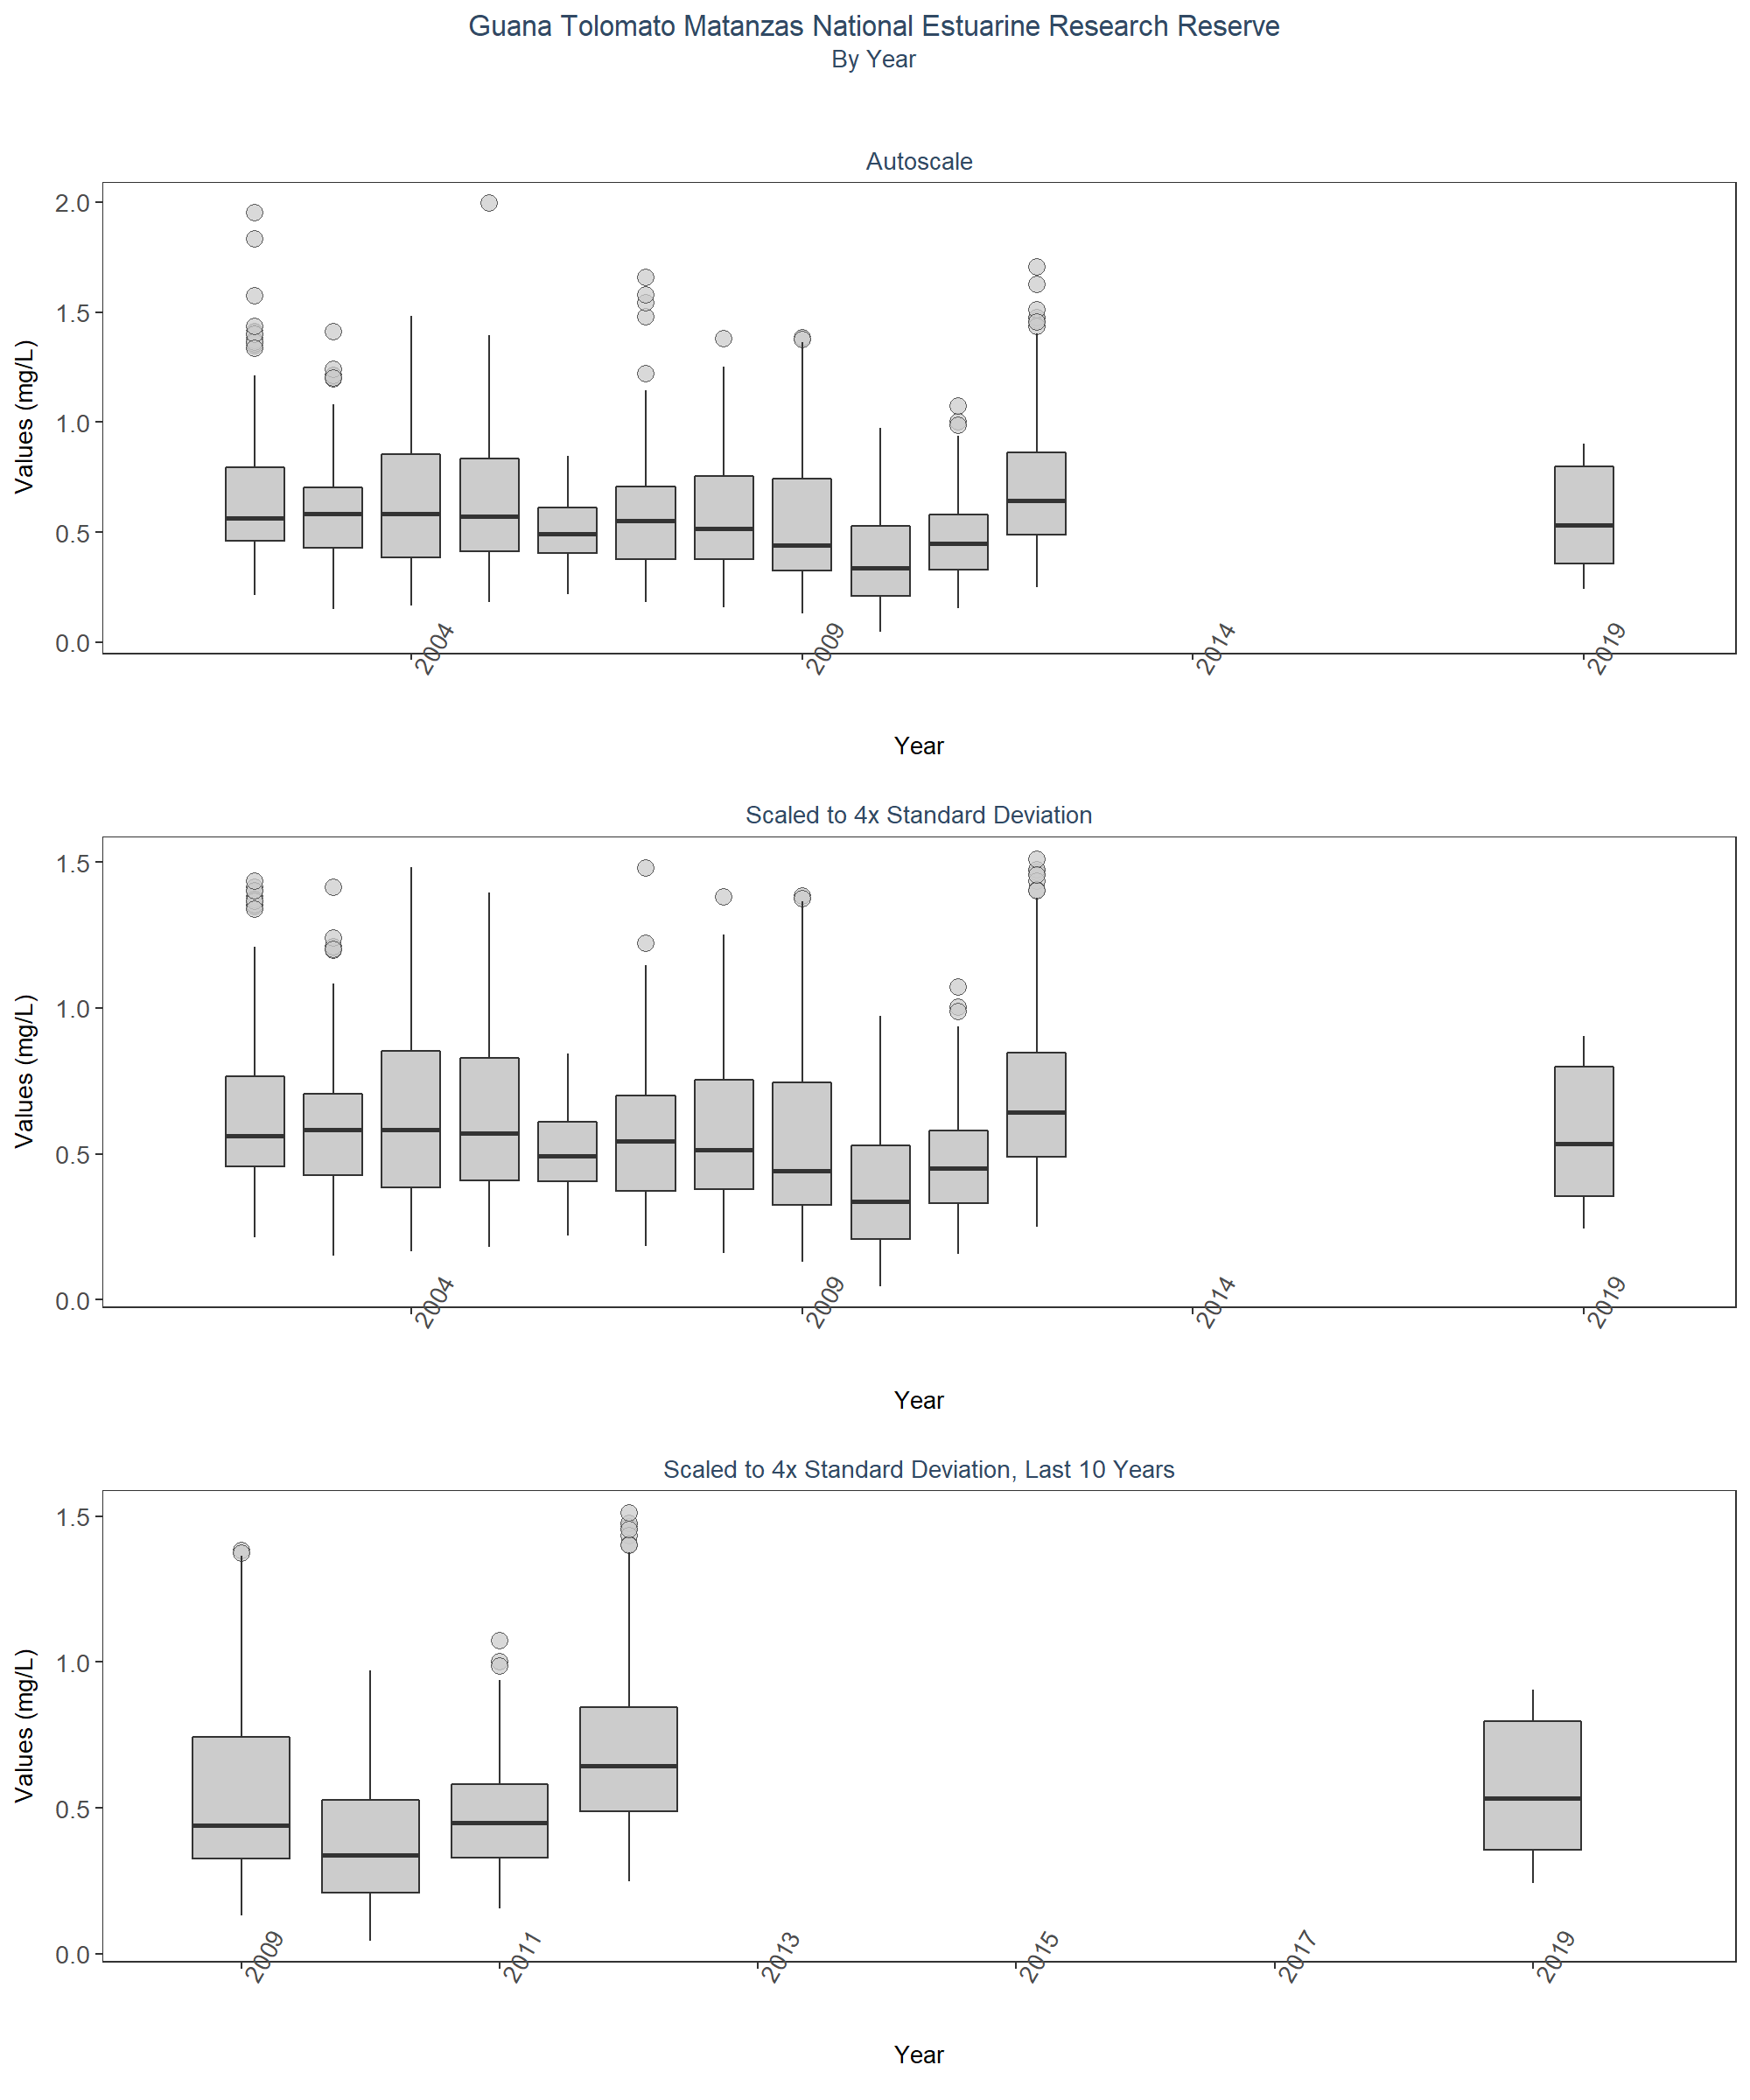 Guana Tolomato Matanzas National Estuarine Research Reserve
By Year
Autoscale
Values (mg/L)
2.0
1.5
1.0
0.5
0.0
2004
2009
2014
2019
Year
Scaled to 4x Standard Deviation
Values (mg/L)
1.5
1.0
0.5
0.0
2004
2009
2014
2019
Year
Scaled to 4x Standard Deviation, Last 10 Years
Values (mg/L)
1.5
1.0
0.5
0.0
2009
2011
2013
2015
2017
2019
Year